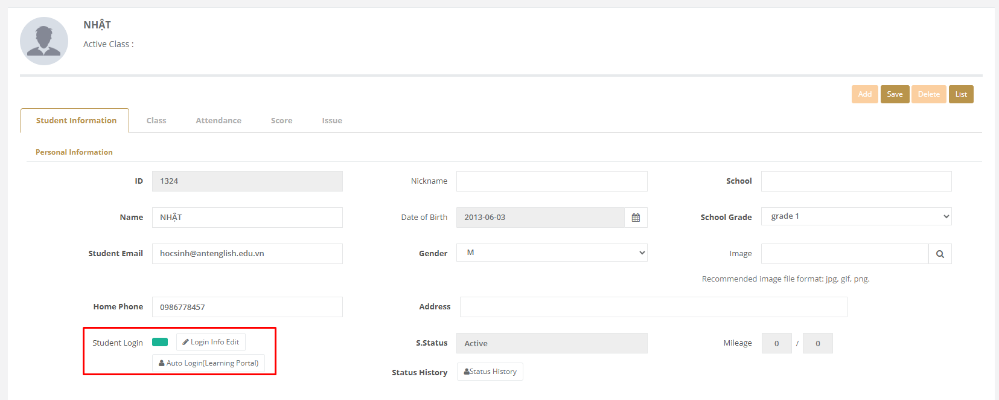 NHẬT
Active Class :
Add Save Delete List
Student Information Class Attendance Score Issue
Personal Information
ID 1324 Nickname School
Name NHẬT Date of Birth 2013-06-03 School Grade grade 1
Student Email hocsinh@antenglish.edu.vn Gender M Image
Recommended image file format: jpg, gif, png.
Home Phone 0986778457 Address
Student Login Login Info Edit S.Status Active Mileage 0 / 0
Auto Login(Learning Portal)
Status History Status History